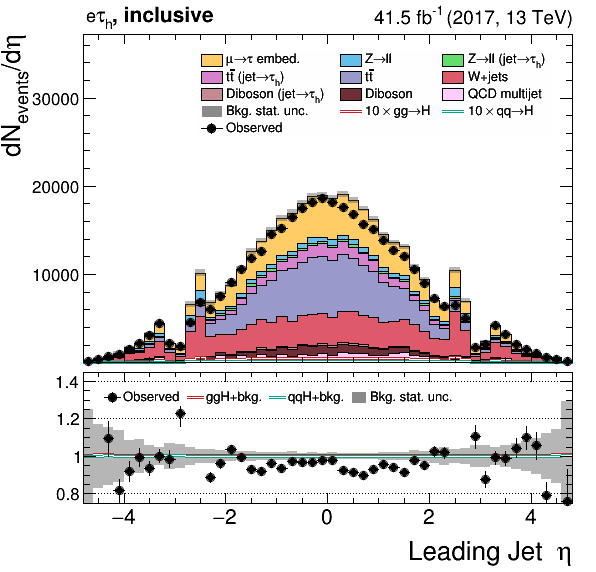 eτh, inclusive 41.5 fb⁻¹ (2017, 13 TeV)
dNevents/dη
30000
20000
10000
μ→τ embed. Z→ll Z→ll (jet→τh)
tt̄ (jet→τh) tt̄ W+jets
Diboson (jet→τh) Diboson QCD multijet
Bkg. stat. unc. 10 × gg→H 10 × qq→H
Observed
1.4
1.2
1.0
0.8
Observed ggH+bkg. qqH+bkg. Bkg. stat. unc.
−4 −2 0 2 4
Leading Jet η